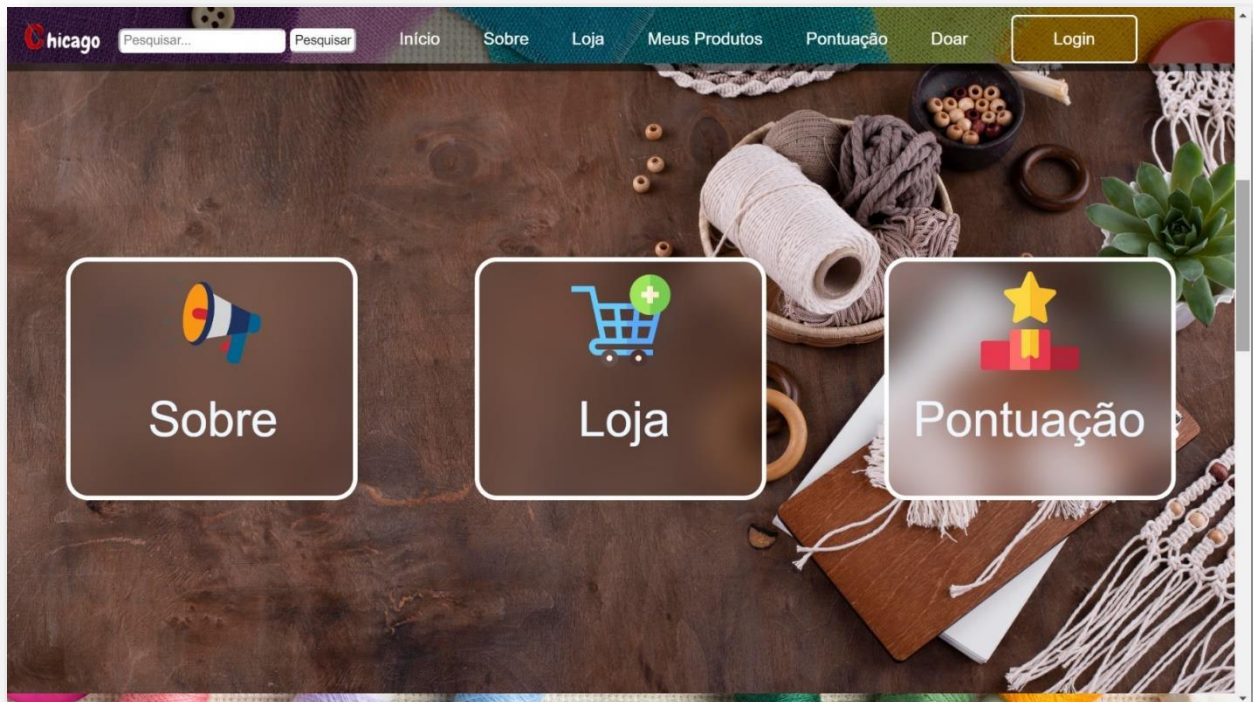 Chicago Pesquisar... Pesquisar Início Sobre Loja Meus Produtos Pontuação Doar Login
Sobre Loja Pontuação